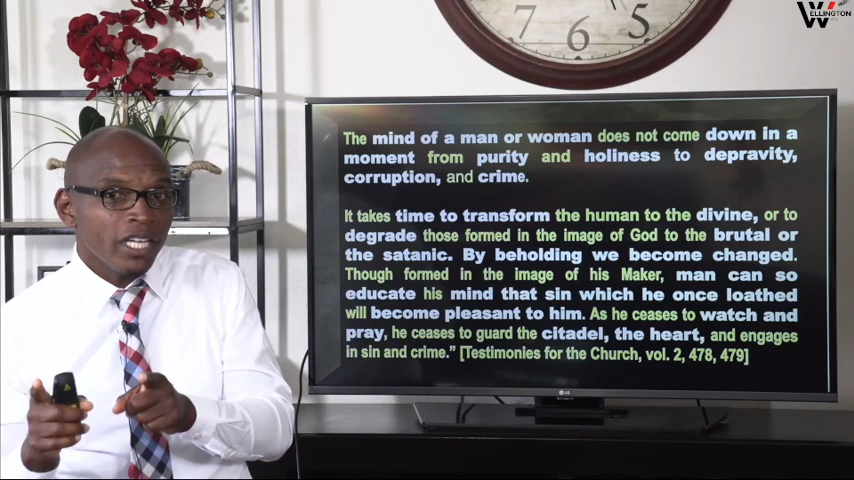 WELLINGTON
7 6 5
The mind of a man or woman does not come down in a
moment from purity and holiness to depravity,
corruption, and crime.
It takes time to transform the human to the divine, or to
degrade those formed in the image of God to the brutal or
the satanic. By beholding we become changed.
Though formed in the image of his Maker, man can so
educate his mind that sin which he once loathed
will become pleasant to him. As he ceases to watch and
pray, he ceases to guard the citadel, the heart, and engages
in sin and crime.” [Testimonies for the Church, vol. 2, 478, 479]
LG